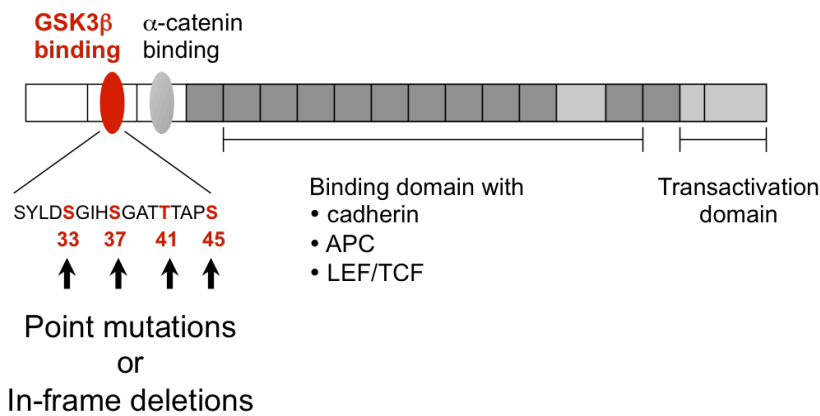 GSK3β
binding
α-catenin
binding
SYLDSGIHSGATTTAPS
33 37 41 45
Point mutations
or
In-frame deletions
Binding domain with
• cadherin
• APC
• LEF/TCF
Transactivation
domain